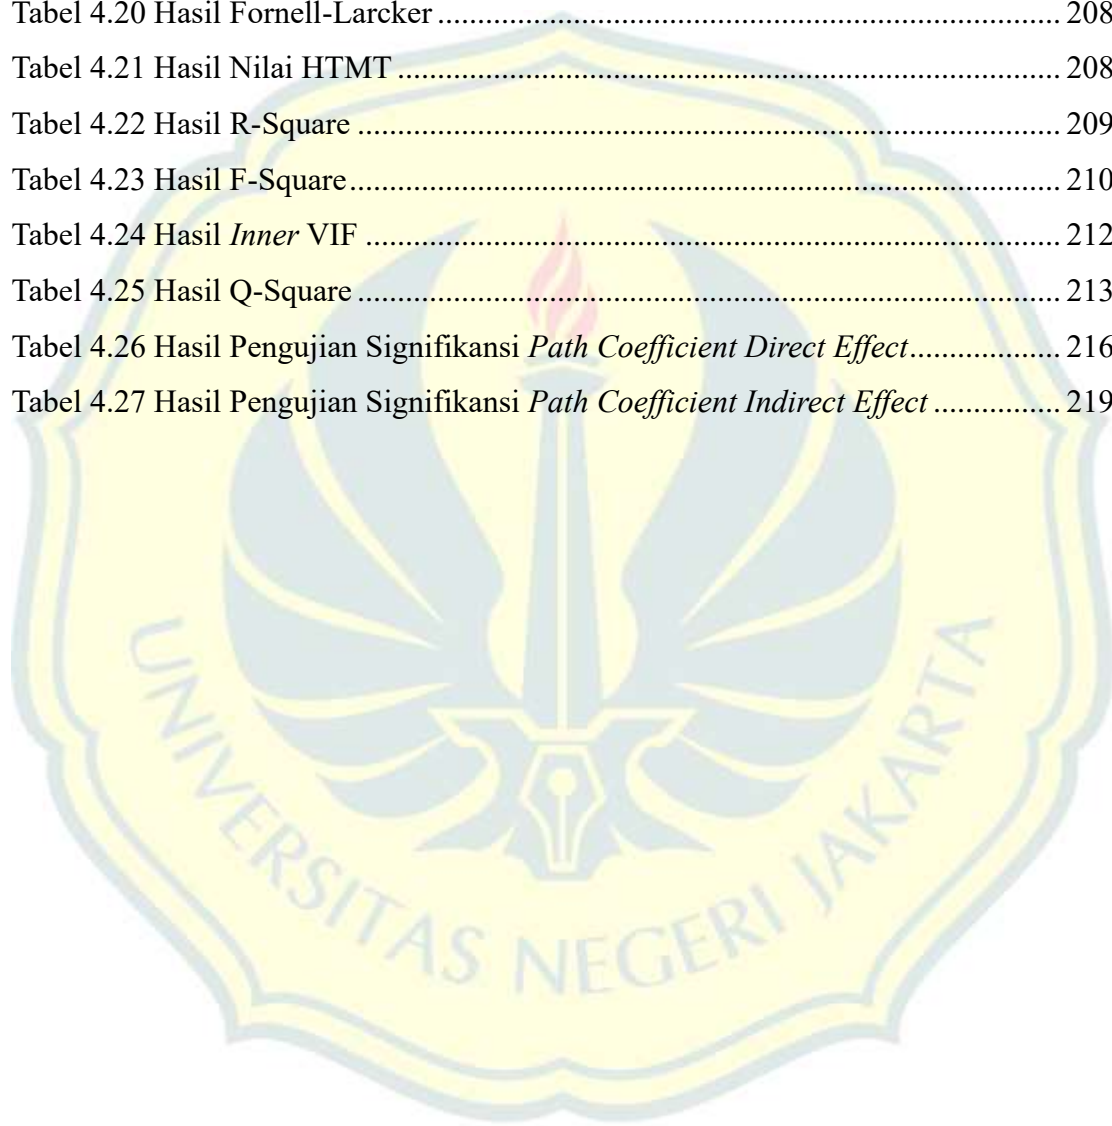 Tabel 4.20 Hasil Fornell-Larcker ........................................................................... 208
Tabel 4.21 Hasil Nilai HTMT ................................................................................ 208
Tabel 4.22 Hasil R-Square ..................................................................................... 209
Tabel 4.23 Hasil F-Square ...................................................................................... 210
Tabel 4.24 Hasil Inner VIF .................................................................................... 212
Tabel 4.25 Hasil Q-Square ..................................................................................... 213
Tabel 4.26 Hasil Pengujian Signifikansi Path Coefficient Direct Effect .................. 216
Tabel 4.27 Hasil Pengujian Signifikansi Path Coefficient Indirect Effect ............... 219
UNIVERSITAS NEGERI JAKARTA